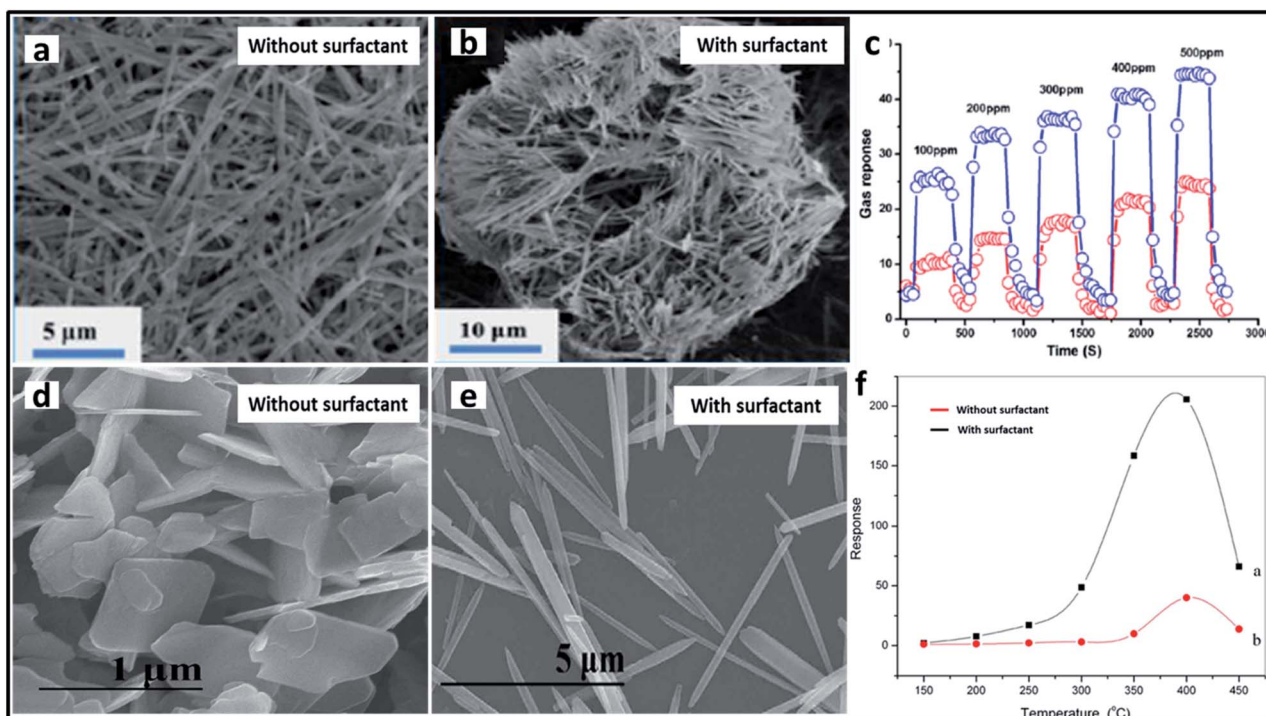 a
Without surfactant
5 μm
b
With surfactant
10 μm
c
Gas reponse
40
30
20
10
0
100ppm
200ppm
300ppm
400ppm
500ppm
0
500
1000
1500
2000
2500
3000
Time (S)
d
Without surfactant
1 μm
e
With surfactant
5 μm
f
Response
200
150
100
50
0
Without surfactant
With surfactant
a
b
150
200
250
300
350
400
450
Temperature (°C)